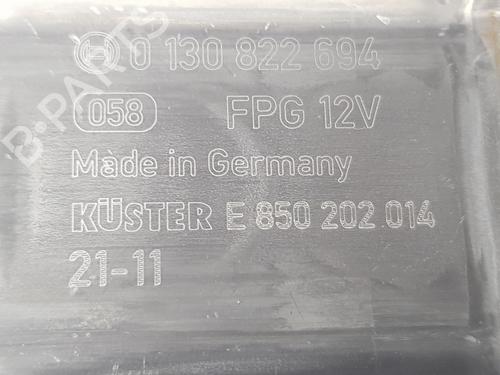 0 130 822 694
058 FPG 12V
Made in Germany
KÜSTER E 850 202 014
21-11
B-PARTS